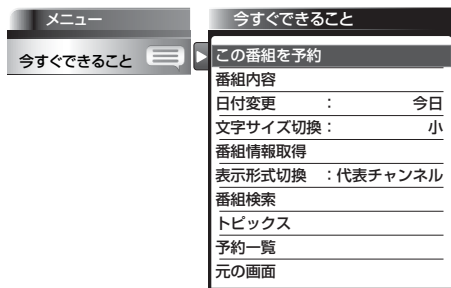 メニュー
今すぐできること
今すぐできること
この番組を予約
番組内容
日付変更 : 今日
文字サイズ切換 : 小
番組情報取得
表示形式切換 : 代表チャンネル
番組検索
トピックス
予約一覧
元の画面